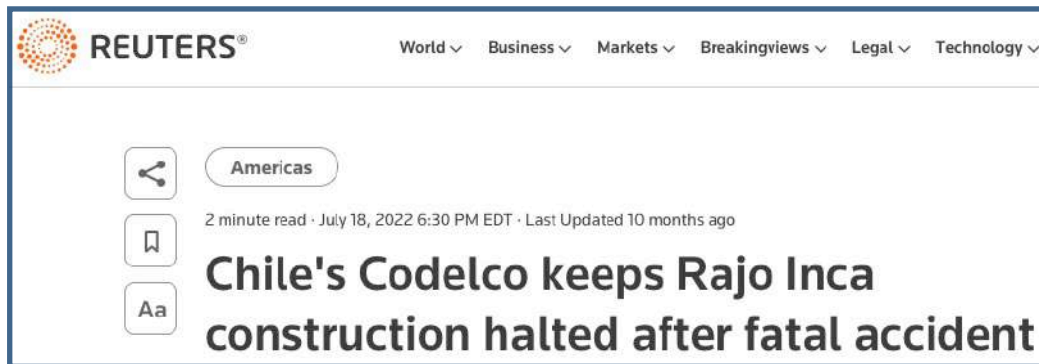 REUTERS®
World Business Markets Breakingviews Legal Technology
Americas
2 minute read · July 18, 2022 6:30 PM EDT · Last Updated 10 months ago
Aa
Chile's Codelco keeps Rajo Inca
construction halted after fatal accident